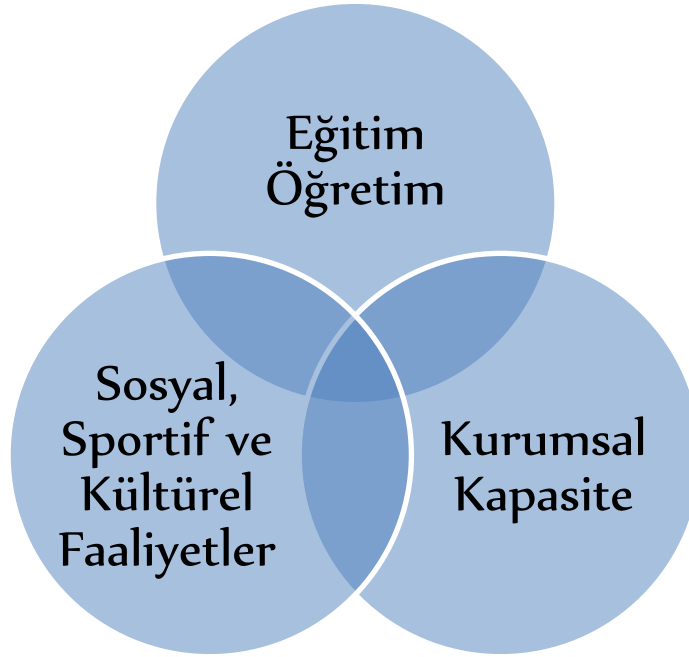 Eğitim
Öğretim
Sosyal,
Sportif ve
Kültürel
Faaliyetler
Kurumsal
Kapasite